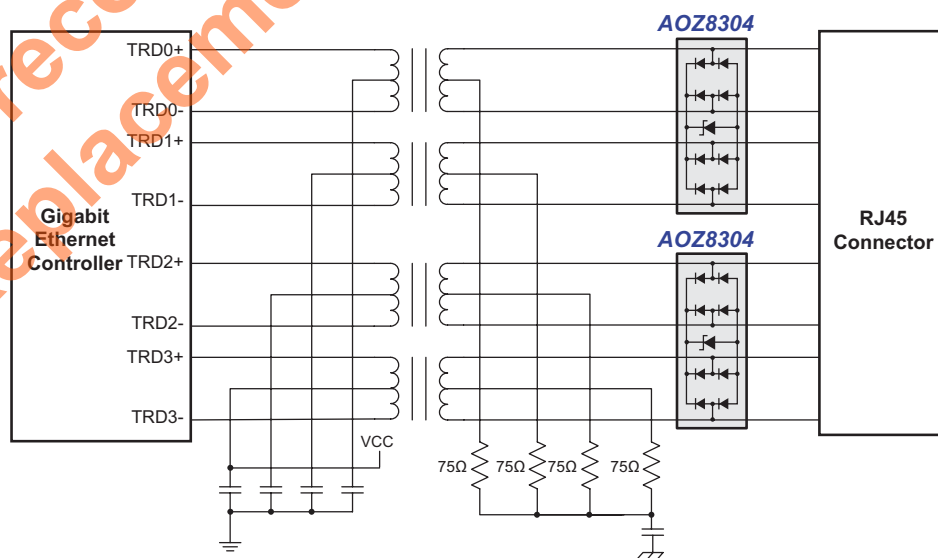 AOZ8304
TRD0+
TRD0-
TRD1+
TRD1-
Gigabit
Ethernet
Controller
TRD2+
TRD2-
TRD3+
TRD3-
RJ45
Connector
AOZ8304
VCC
75Ω
75Ω
75Ω
75Ω